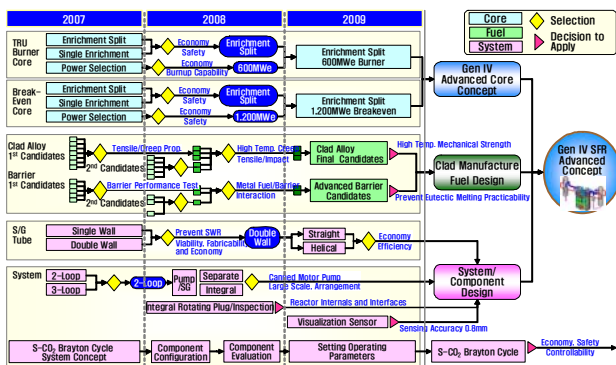 2007
2008
2009
Core
Fuel
System
Selection
Decision to
Apply
TRU
Burner
Core
Enrichment Split
Single Enrichment
Power Selection
Economy
Safety
Economy
Burnup Capability
Enrichment
Split
600MWe
Enrichment Split
600MWe Burner
Gen IV
Advanced Core
Concept
Break-
Even Core
Enrichment Split
Single Enrichment
Power Selection
Economy
Safety
Economy
Safety
Enrichment
Split
1.200MWe
Enrichment Split
1.200MWe Breakeven
Clad Alloy
1st Candidates
2nd Candidates
Tensile/Creep Prop.
High Temp. Creep
Tensile/Impact
Clad Alloy
Final Candidates
High Temp. Mechanical Strength
Barrier
1st Candidates
2nd Candidates
Barrier Performance Test
Metal Fuel/Barrier
Interaction
Advanced Barrier
Candidates
Prevent Eutectic Melting Practicability
Clad Manufacture
Fuel Design
Gen IV SFR
Advanced
Concept
S/G
Tube
Single Wall
Double Wall
Prevent SWR
Viability. Fabricability
and Economy
Double
Wall
Straight
Helical
Economy
Efficiency
System
2-Loop
3-Loop
2-Loop
Pump
/SG
Separate
Integral
Canned Motor Pump
Large Scale. Arrangement
System/
Component
Design
Integral Rotating Plug/Inspection
Reactor Internals and Interfaces
Visualization Sensor
Sensing Accuracy 0.8mm
S-CO₂ Brayton Cycle
System Concept
Component
Configuration
Component
Evaluation
Setting Operating
Parameters
S-CO₂ Brayton Cycle
Economy. Safety
Controllability